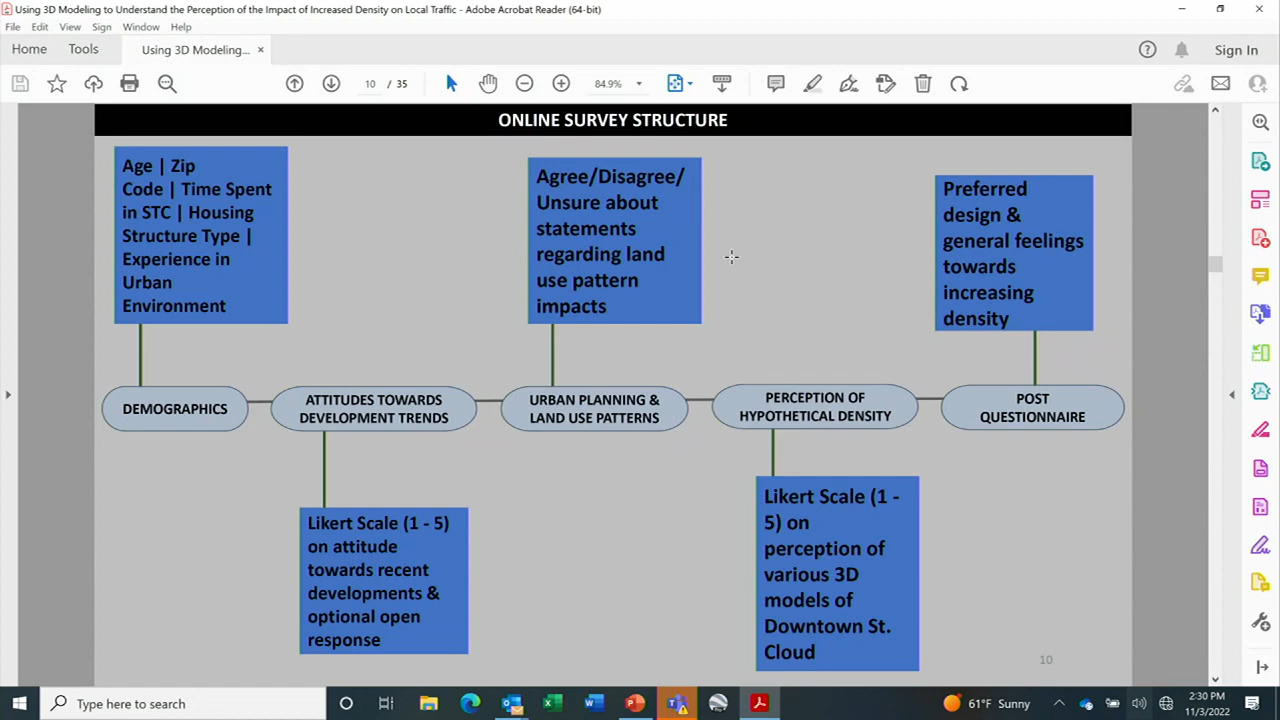 Using 3D Modeling to Understand the Perception of the Impact of Increased Density on Local Traffic - Adobe Acrobat Reader (64-bit)
File Edit View Sign Window Help
Home Tools Using 3D Modeling... × Sign In
10 / 35 84.9%
ONLINE SURVEY STRUCTURE
Age | Zip
Code | Time Spent
in STC | Housing
Structure Type |
Experience in
Urban
Environment
Agree/Disagree/
Unsure about
statements
regarding land
use pattern
impacts
Preferred
design &
general feelings
towards
increasing
density
DEMOGRAPHICS
ATTITUDES TOWARDS
DEVELOPMENT TRENDS
URBAN PLANNING &
LAND USE PATTERNS
PERCEPTION OF
HYPOTHETICAL DENSITY
POST
QUESTIONNAIRE
Likert Scale (1 - 5)
on attitude
towards recent
developments &
optional open
response
Likert Scale (1 -
5) on
perception of
various 3D
models of
Downtown St.
Cloud
10
Type here to search
61°F Sunny
2:30 PM
11/3/2022